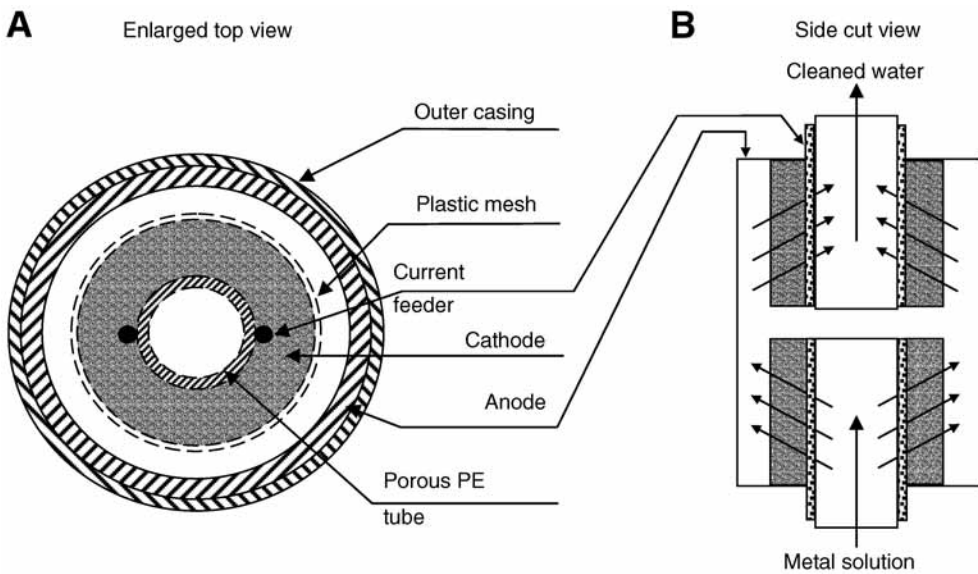 A
Enlarged top view
Outer casing
Plastic mesh
Current
feeder
Cathode
Anode
Porous PE
tube
B
Side cut view
Cleaned water
Metal solution